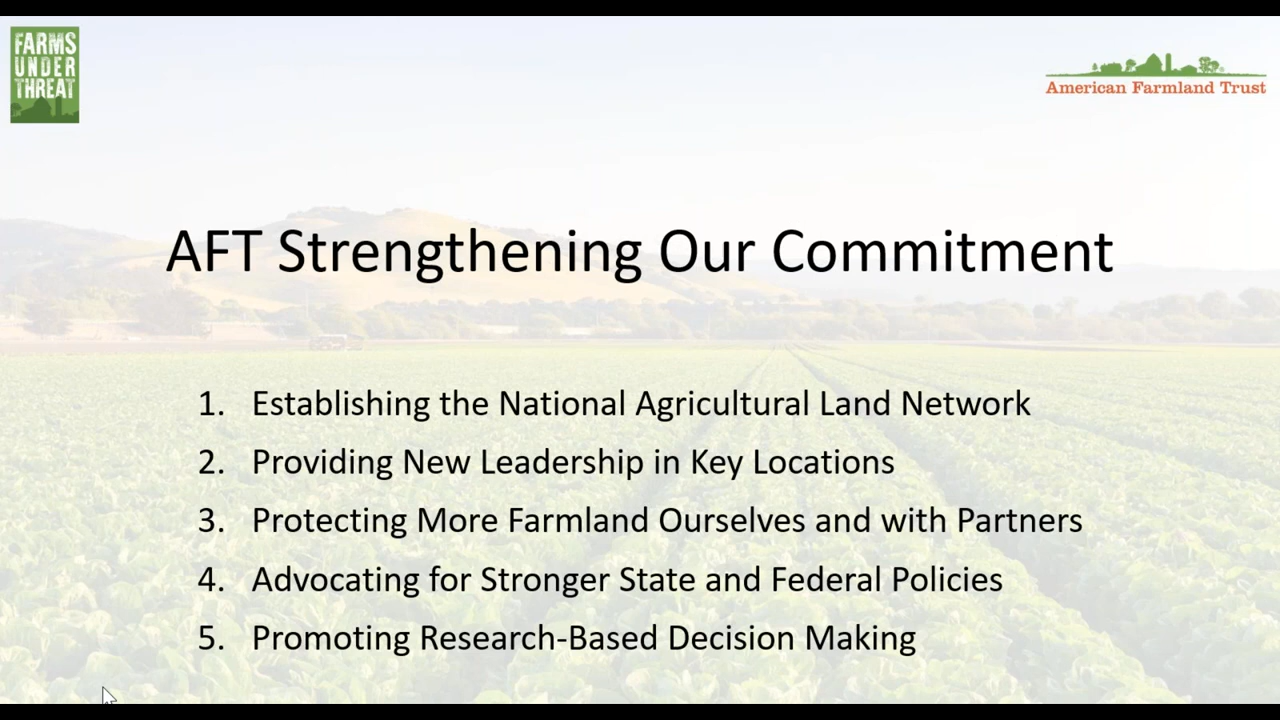 FARMS
UNDER
THREAT
American Farmland Trust
AFT Strengthening Our Commitment
1. Establishing the National Agricultural Land Network
2. Providing New Leadership in Key Locations
3. Protecting More Farmland Ourselves and with Partners
4. Advocating for Stronger State and Federal Policies
5. Promoting Research-Based Decision Making